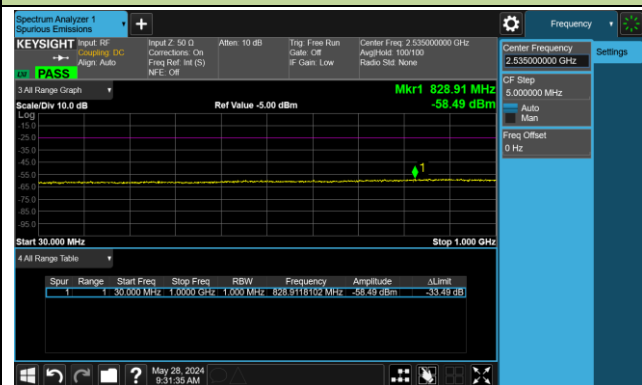 Spectrum Analyzer 1
Spurious Emissions
Frequency
KEYSIGHT
Input: RF
Coupling: DC
Align: Auto
Input Z: 50 Ω
Corrections: On
Freq Ref: Int (S)
NFE: Off
Atten: 10 dB
Trig: Free Run
Gate: Off
IF Gain: Low
Center Freq: 2.535000000 GHz
Avg|Hold: 100/100
Radio Std: None
PASS
Center Frequency
2.535000000 GHz
Settings
CF Step
5.000000 MHz
Auto
Man
Freq Offset
0 Hz
3 All Range Graph
Mkr1 828.91 MHz
Scale/Div 10.0 dB
Ref Value -5.00 dBm
-58.49 dBm
Log
-15.0
-25.0
-35.0
-45.0
-55.0
-65.0
-75.0
-85.0
-95.0
1
Start 30.000 MHz
Stop 1.000 GHz
4 All Range Table
Spur Range Start Freq Stop Freq RBW Frequency Amplitude ΔLimit
1 1 30.000 MHz 1.0000 GHz 1.000 MHz 828.9118102 MHz -58.49 dBm -33.49 dB
?
May 28, 2024
9:31:35 AM